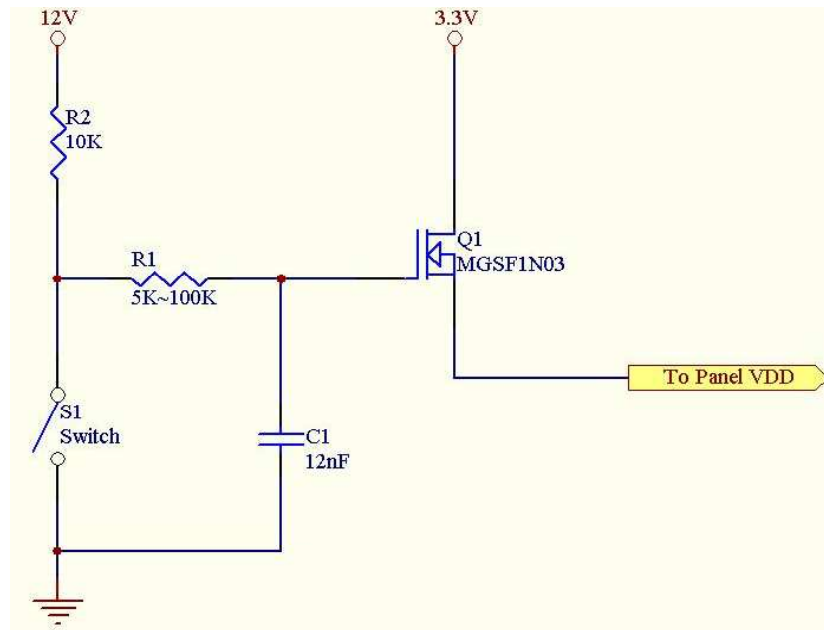 12V
3.3V
R2
10K
R1
5K~100K
Q1
MGSF1N03
To Panel VDD
S1
Switch
C1
12nF